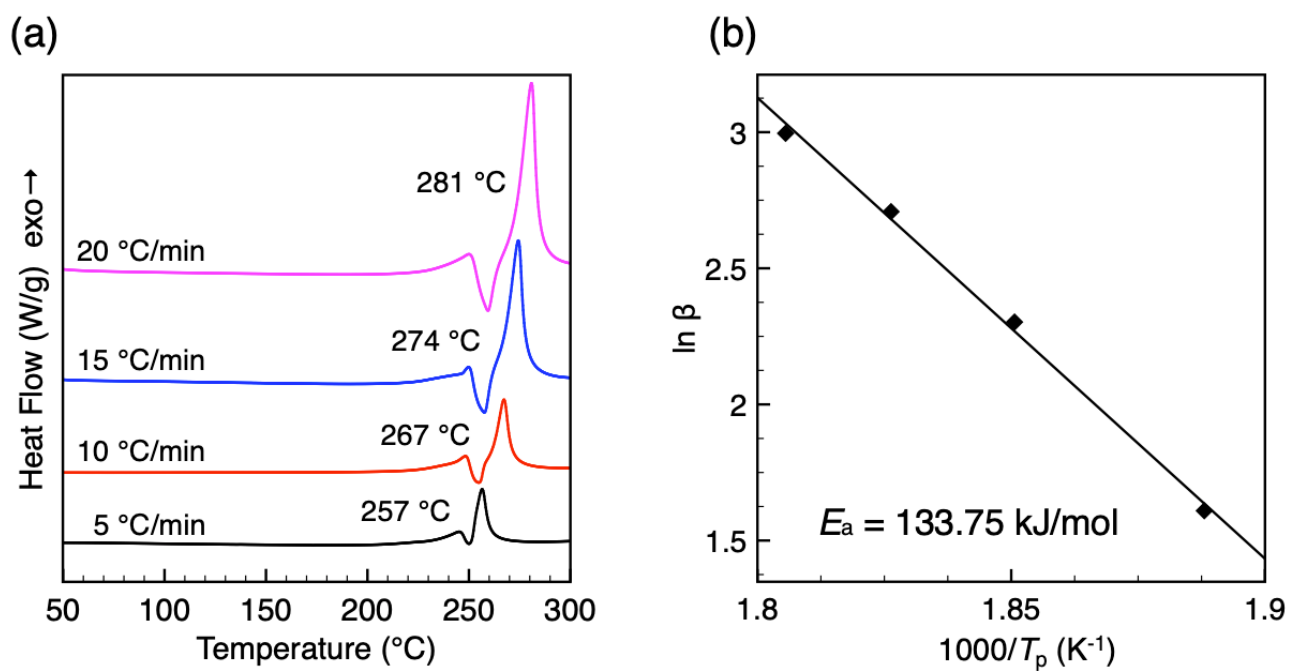 (a)
Heat Flow (W/g) exo→
281 °C
20 °C/min
274 °C
15 °C/min
267 °C
10 °C/min
257 °C
5 °C/min
50 100 150 200 250 300
Temperature (°C)
(b)
ln β
3
2.5
2
1.5
Ea = 133.75 kJ/mol
1.8 1.85 1.9
1000/Tp (K-1)